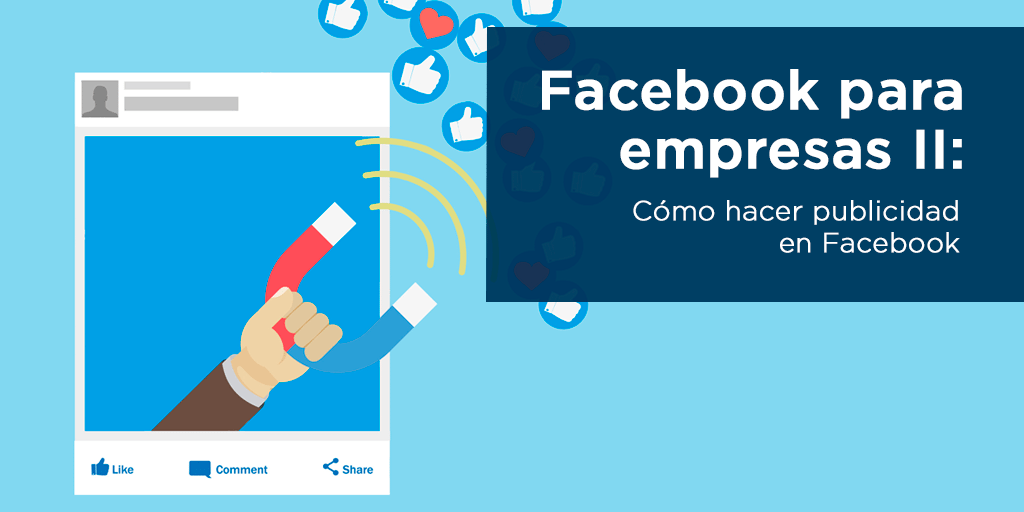 Facebook para
empresas II:
Cómo hacer publicidad
en Facebook
Like
Comment
Share